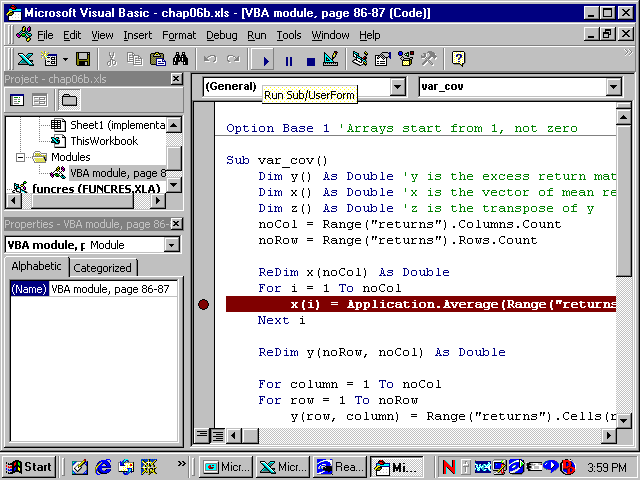 Microsoft Visual Basic - chap06b.xls - [VBA module, page 86-87 (Code)]
File Edit View Insert Format Debug Run Tools Window Help
Project - chap06b.xls
Sheet1 (implementa
ThisWorkbook
Modules
VBA module, page 8
funcres (FUNCRES.XLA)
Properties - VBA module, page 86-
VBA module, p Module
Alphabetic Categorized
(Name) VBA module, page 86-87
(General) var_cov
Run Sub/UserForm
Option Base 1 'Arrays start from 1, not zero
Sub var_cov()
Dim y() As Double 'y is the excess return mat
Dim x() As Double 'x is the vector of mean re
Dim z() As Double 'z is the transpose of y
noCol = Range("returns").Columns.Count
noRow = Range("returns").Rows.Count
ReDim x(noCol) As Double
For i = 1 To noCol
x(i) = Application.Average(Range("returns
Next i
ReDim y(noRow, noCol) As Double
For column = 1 To noCol
For row = 1 To noRow
y(row, column) = Range("returns").Cells(r
Start Micr... Micr... Rea... Mi... 3:59 PM